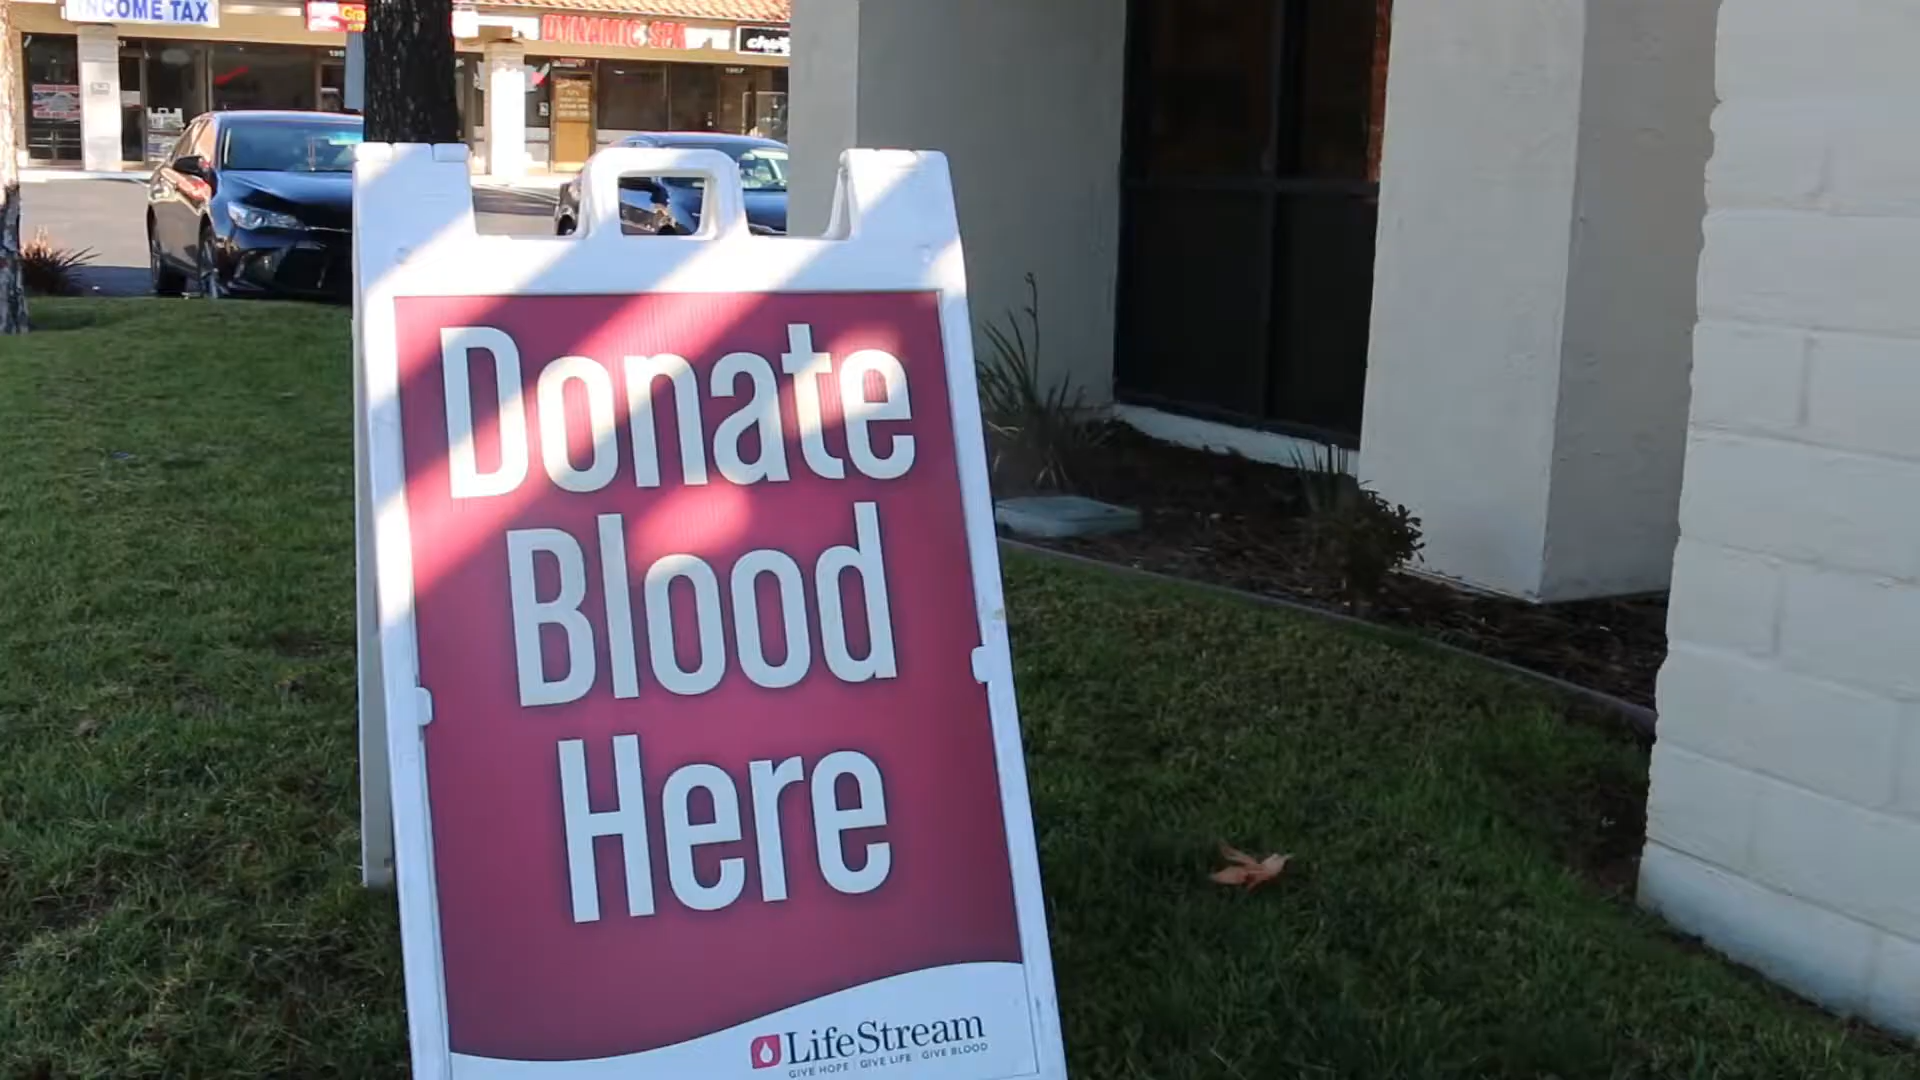 INCOME TAX
DYNAMIC SPA
Donate
Blood
Here
LifeStream
GIVE HOPE | GIVE LIFE | GIVE BLOOD